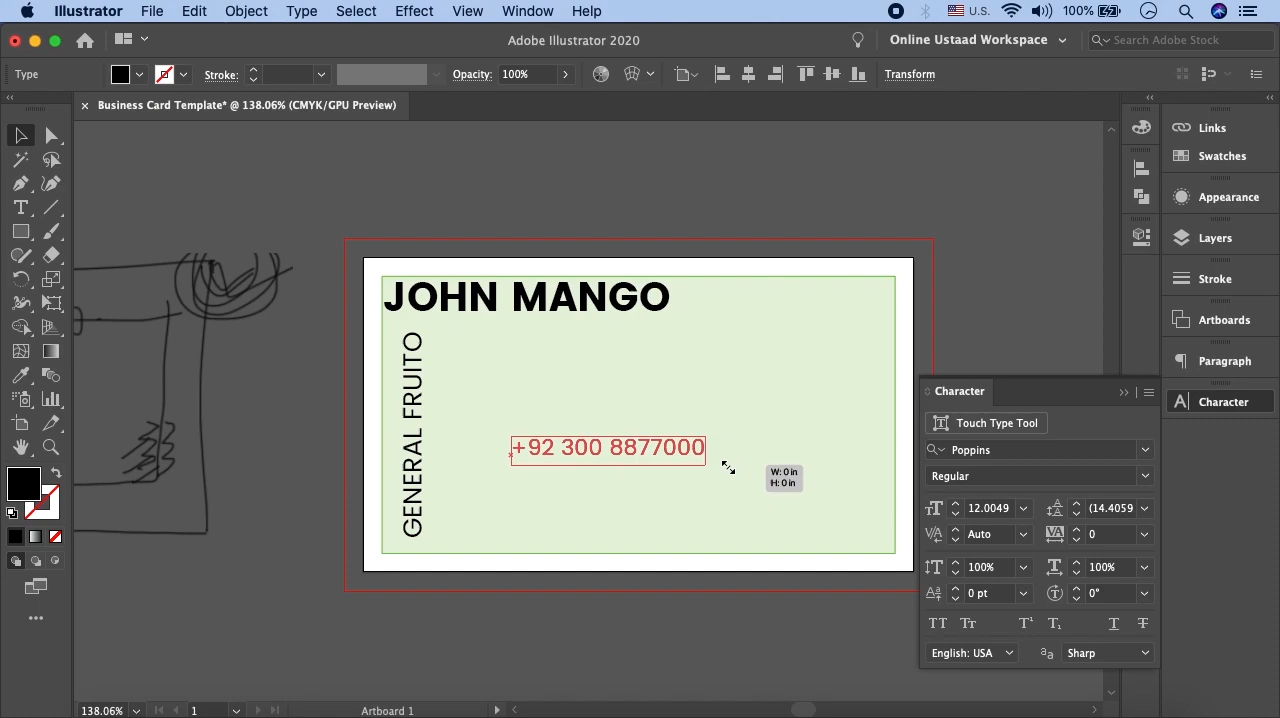 Illustrator File Edit Object Type Select Effect View Window Help U.S. 100%
Adobe Illustrator 2020 Online Ustaad Workspace Search Adobe Stock
Type Stroke: Opacity: 100% Transform
× Business Card Template* @ 138.06% (CMYK/GPU Preview)
Links
Swatches
Appearance
Layers
Stroke
Artboards
Paragraph
Character
JOHN MANGO
GENERAL FRUITO
+92 300 8877000
W: 0 in
H: 0 in
Character
Touch Type Tool
Poppins
Regular
12.0049 (14.4059
Auto 0
100% 100%
0 pt 0°
TT Tr T¹ T₁ T T
English: USA Sharp
138.06% 1 Artboard 1